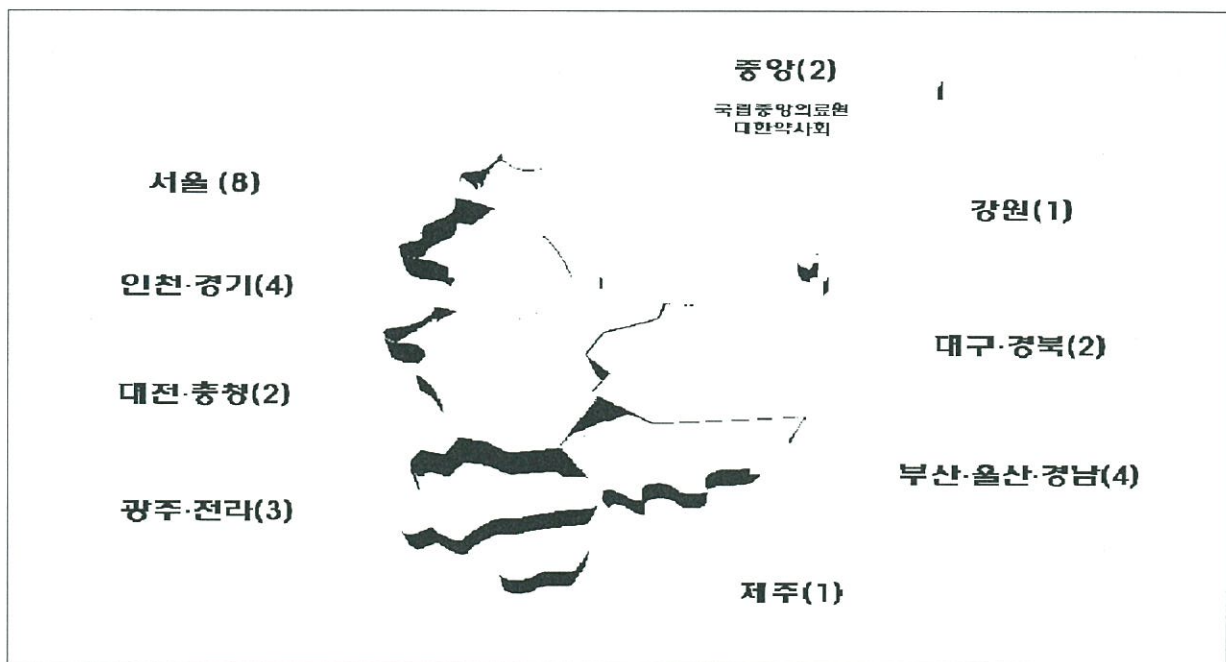 중앙(2)
국립중앙의료원
대한약사회
서울 (8)
강원(1)
인천·경기(4)
대구·경북(2)
대전·충청(2)
부산·울산·경남(4)
광주·전라(3)
제주(1)